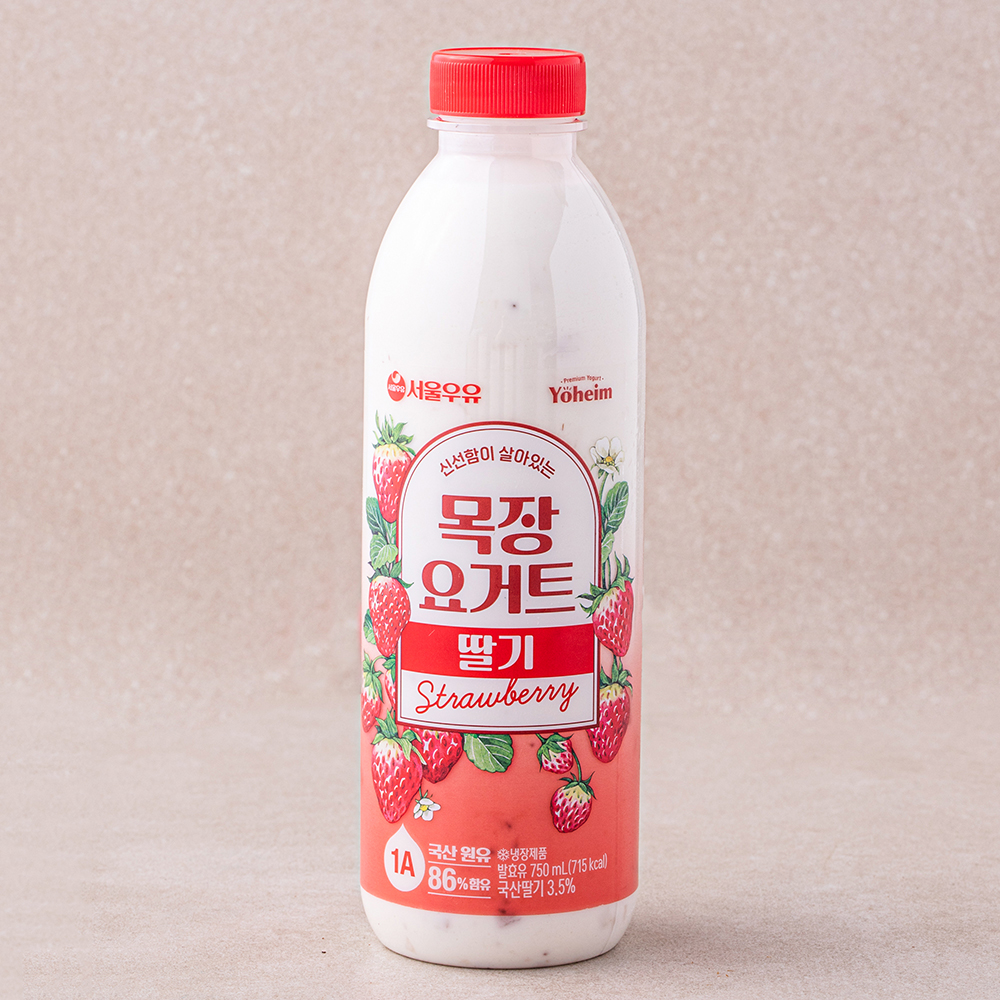 서울우유 서울우유
Premium Yogurt
Yoheim
신선함이 살아있는
목장
요거트
딸기
Strawberry
1A
국산 원유
86%함유
냉장제품
발효유 750 mL(715 kcal)
국산딸기 3.5%